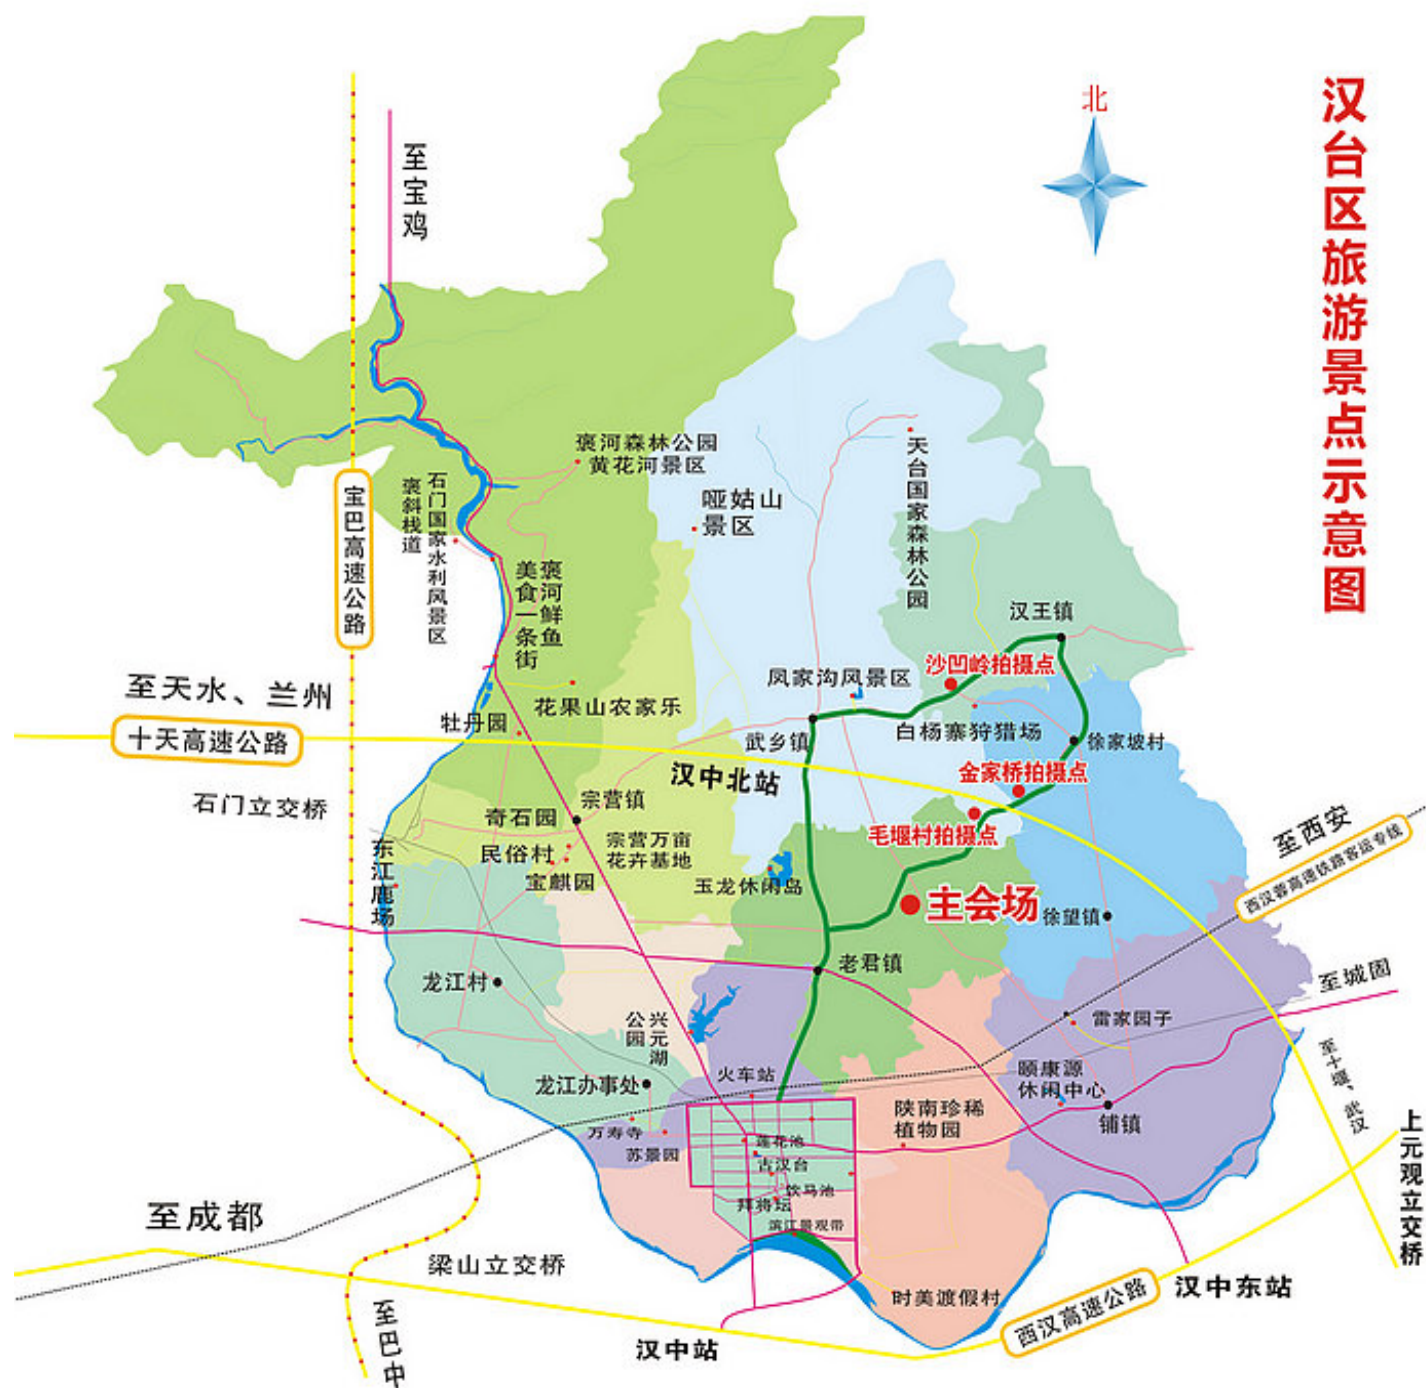 汉台区旅游景点示意图
北
至宝鸡
褒河森林公园
黄花河景区
天台国家森林公园
哑姑山
景区
石门国家水利风景区
褒斜栈道
宝巴高速公路
褒河鲜鱼
美食一条街
汉王镇
沙凹岭拍摄点
凤家沟风景区
至天水、兰州
花果山农家乐
牡丹园
十天高速公路
武乡镇
白杨寨狩猎场
徐家坡村
汉中北站
金家桥拍摄点
石门立交桥
宗营镇
奇石园
毛堰村拍摄点
至西安
西汉蓉高速铁路客运专线
宗营万亩
花卉基地
民俗村
宝麒园
玉龙休闲岛
东江鹿场
主会场
徐望镇
老君镇
龙江村
至城固
兴元湖
公园
雷家园子
火车站
颐康源
休闲中心
龙江办事处
陕南珍稀
植物园
铺镇
至十堰、武汉
万寿寺
苏景园
莲花池
古汉台
饮马池
拜将坛
滨江景观带
上元观立交桥
至成都
梁山立交桥
时美渡假村
汉中东站
西汉高速公路
至巴中
汉中站